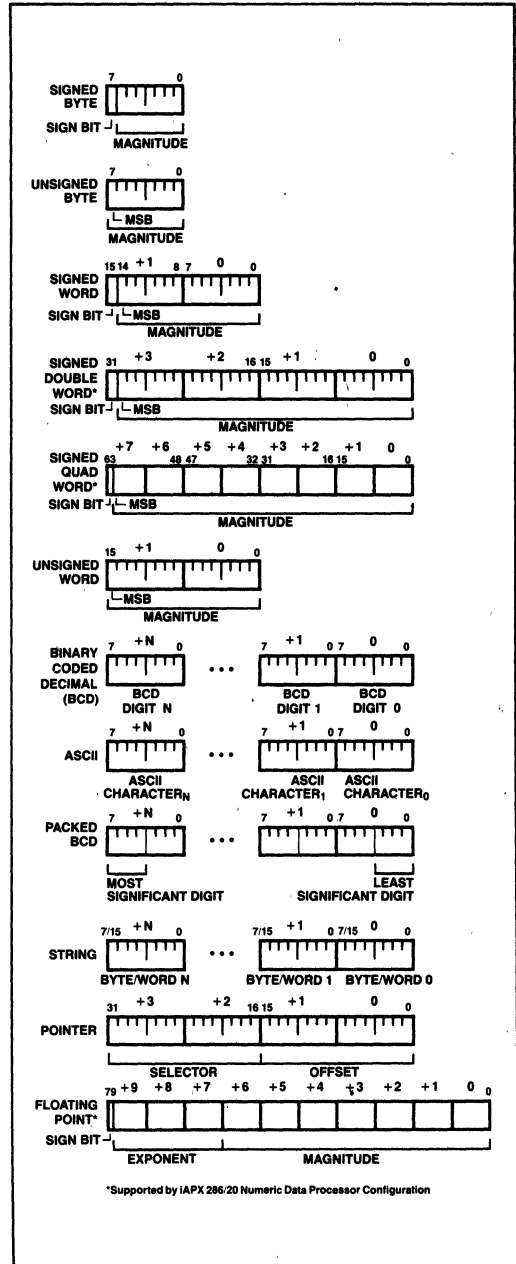 7 0
SIGNED
BYTE
SIGN BIT
MAGNITUDE
7 0
UNSIGNED
BYTE
MSB
MAGNITUDE
15 14 +1 8 7 0 0
SIGNED
WORD
SIGN BIT MSB
MAGNITUDE
31 +3 +2 16 15 +1 0 0
SIGNED
DOUBLE
WORD*
SIGN BIT MSB
MAGNITUDE
+7 +6 +5 +4 +3 +2 +1 0
63 48 47 32 31 16 15 0
SIGNED
QUAD
WORD*
SIGN BIT MSB
MAGNITUDE
15 +1 0 0
UNSIGNED
WORD
MSB
MAGNITUDE
7 +N 0 ... 7 +1 0 7 0 0
BINARY
CODED
DECIMAL
(BCD)
BCD BCD BCD
DIGIT N DIGIT 1 DIGIT 0
7 +N 0 ... 7 +1 0 7 0 0
ASCII
ASCII ASCII ASCII
CHARACTERN CHARACTER1 CHARACTER0
7 +N 0 ... 7 +1 0 7 0 0
PACKED
BCD
MOST LEAST
SIGNIFICANT DIGIT SIGNIFICANT DIGIT
7/15 +N 0 ... 7 +1 0 7/15 0 0
STRING
BYTE/WORD N BYTE/WORD 1 BYTE/WORD 0
31 +3 +2 16 15 +1 0 0
POINTER
SELECTOR OFFSET
79 +9 +8 +7 +6 +5 +4 +3 +2 +1 0 0
FLOATING
POINT*
SIGN BIT
EXPONENT MAGNITUDE
*Supported by iAPX 286/20 Numeric Data Processor Configuration